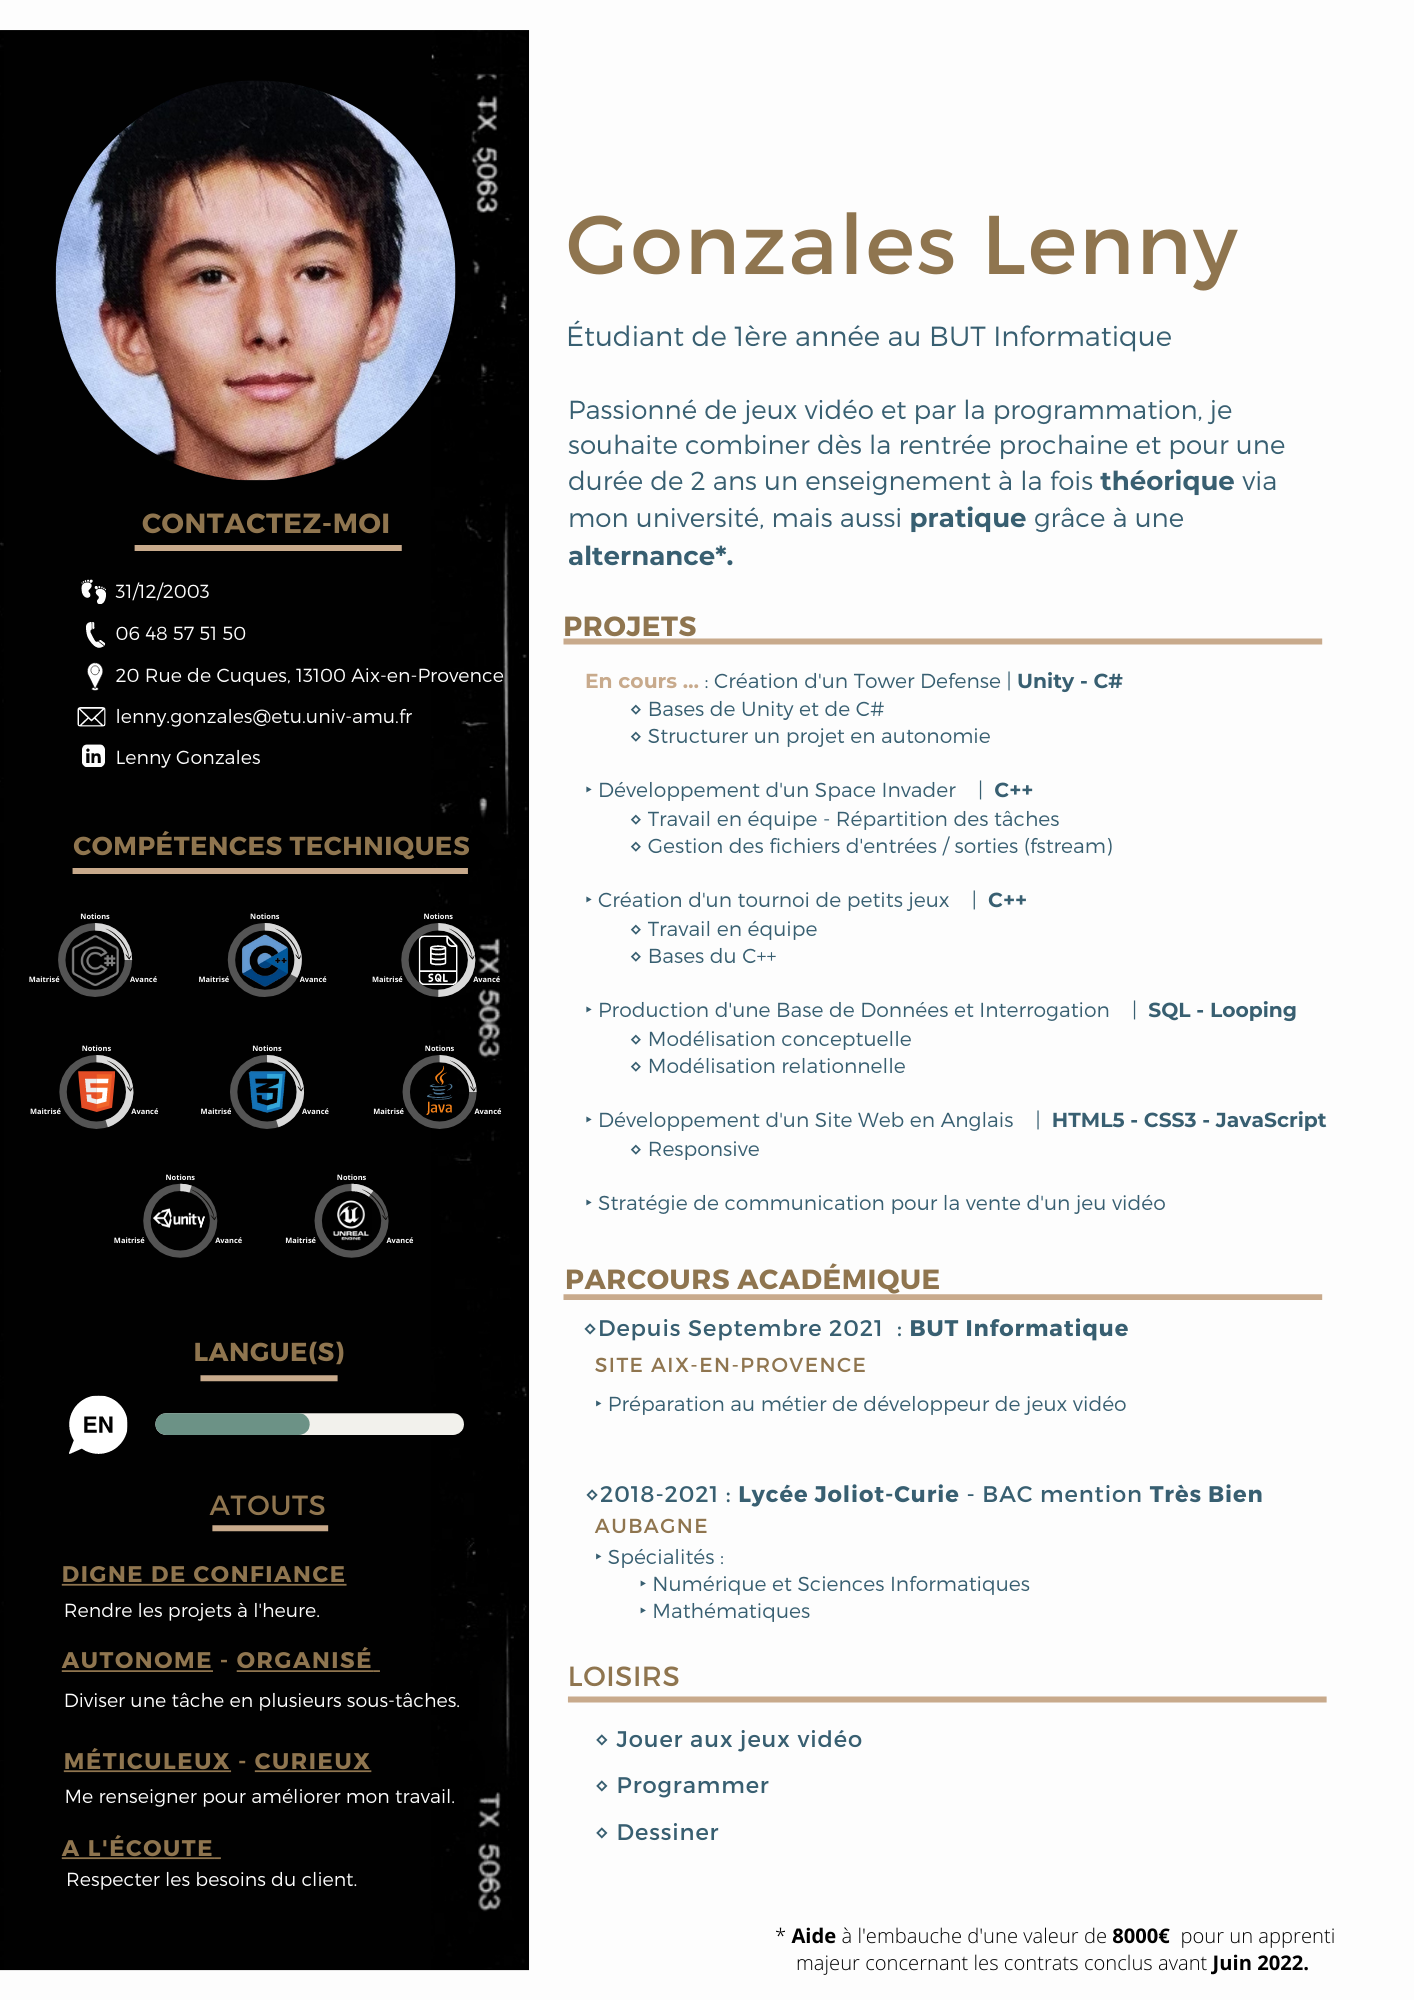 TX 5063
CONTACTEZ-MOI
31/12/2003
06 48 57 51 50
20 Rue de Cuques, 13100 Aix-en-Provence
lenny.gonzales@etu.univ-amu.fr
in Lenny Gonzales
COMPÉTENCES TECHNIQUES
Notions Notions Notions
C# C++ SQL
Maitrisé Avancé Maitrisé Avancé Maitrisé Avancé
TX 5063
Notions Notions Notions
5 3 Java
Maitrisé Avancé Maitrisé Avancé Maitrisé Avancé
Notions Notions
unity UNREAL ENGINE
Maitrisé Avancé Maitrisé Avancé
LANGUE(S)
EN
ATOUTS
DIGNE DE CONFIANCE
Rendre les projets à l'heure.
AUTONOME - ORGANISÉ
Diviser une tâche en plusieurs sous-tâches.
MÉTICULEUX - CURIEUX
Me renseigner pour améliorer mon travail.
TX 5063
A L'ÉCOUTE
Respecter les besoins du client.
Gonzales Lenny
Étudiant de 1ère année au BUT Informatique
Passionné de jeux vidéo et par la programmation, je
souhaite combiner dès la rentrée prochaine et pour une
durée de 2 ans un enseignement à la fois théorique via
mon université, mais aussi pratique grâce à une
alternance*.
PROJETS
En cours ... : Création d'un Tower Defense | Unity - C#
⋄ Bases de Unity et de C#
⋄ Structurer un projet en autonomie
‣ Développement d'un Space Invader | C++
⋄ Travail en équipe - Répartition des tâches
⋄ Gestion des fichiers d'entrées / sorties (fstream)
‣ Création d'un tournoi de petits jeux | C++
⋄ Travail en équipe
⋄ Bases du C++
‣ Production d'une Base de Données et Interrogation | SQL - Looping
⋄ Modélisation conceptuelle
⋄ Modélisation relationnelle
‣ Développement d'un Site Web en Anglais | HTML5 - CSS3 - JavaScript
⋄ Responsive
‣ Stratégie de communication pour la vente d'un jeu vidéo
PARCOURS ACADÉMIQUE
⋄Depuis Septembre 2021 : BUT Informatique
SITE AIX-EN-PROVENCE
‣ Préparation au métier de développeur de jeux vidéo
⋄2018-2021 : Lycée Joliot-Curie - BAC mention Très Bien
AUBAGNE
‣ Spécialités :
‣ Numérique et Sciences Informatiques
‣ Mathématiques
LOISIRS
⋄ Jouer aux jeux vidéo
⋄ Programmer
⋄ Dessiner
* Aide à l'embauche d'une valeur de 8000€ pour un apprenti
majeur concernant les contrats conclus avant Juin 2022.